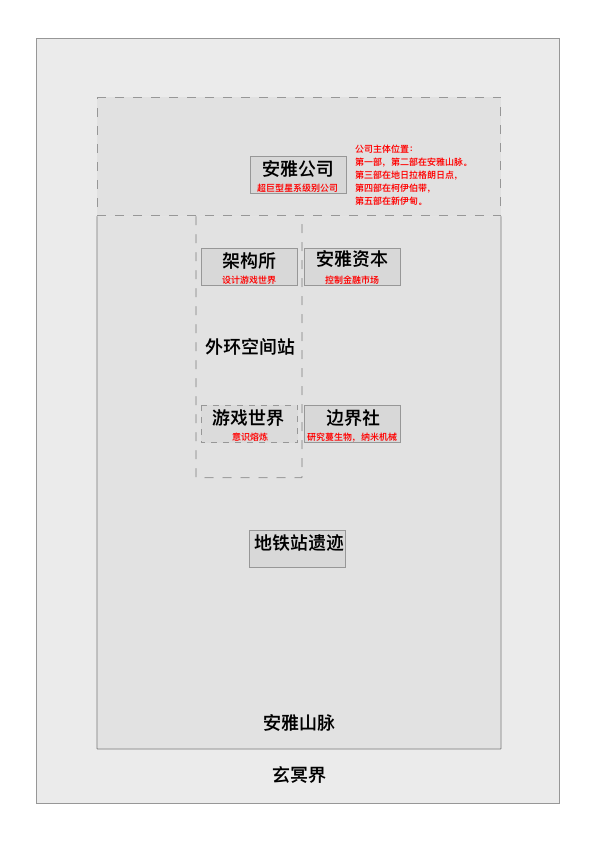 安雅公司
超巨型星系级别公司
公司主体位置：
第一部，第二部在安雅山脉。
第三部在地日拉格朗日点，
第四部在柯伊伯带，
第五部在新伊甸。
架构所
设计游戏世界
安雅资本
控制金融市场
外环空间站
游戏世界
意识熔炼
边界社
研究蔓生物，纳米机械
地铁站遗迹
安雅山脉
玄冥界